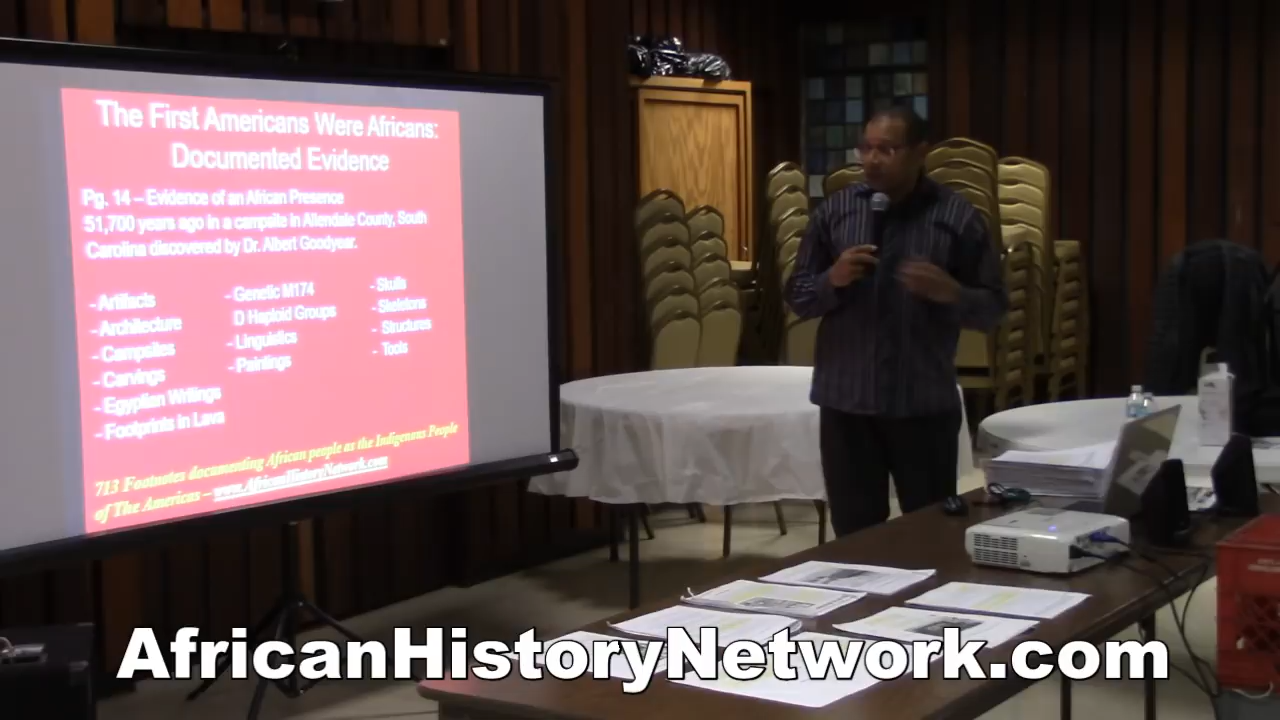 The First Americans Were Africans:
Documented Evidence
Pg. 14 – Evidence of an African Presence
51,700 years ago in a campsite in Allendale County, South
Carolina discovered by Dr. Albert Goodyear.
- Artifacts
- Architecture
- Campsites
- Carvings
- Egyptian Writings
- Footprints in Lava
- Genetic M174
D Haploid Groups
- Linguistics
- Paintings
- Skulls
- Skeletons
- Structures
- Tools
713 Footnotes documenting African people as the Indigenous People
of The Americas – www.AfricanHistoryNetwork.com
AfricanHistoryNetwork.com